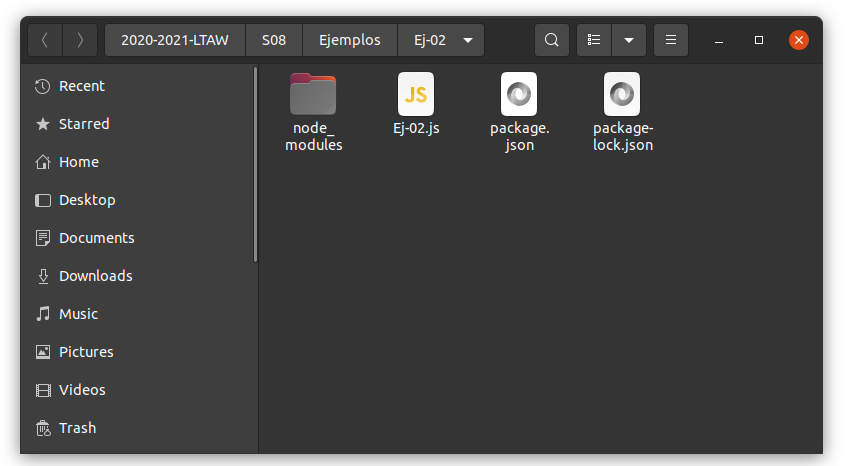 2020-2021-LTAW S08 Ejemplos Ej-02
Recent
Starred
Home
Desktop
Documents
Downloads
Music
Pictures
Videos
Trash
node_
modules
JS
Ej-02.js
package.
json
package-
lock.json